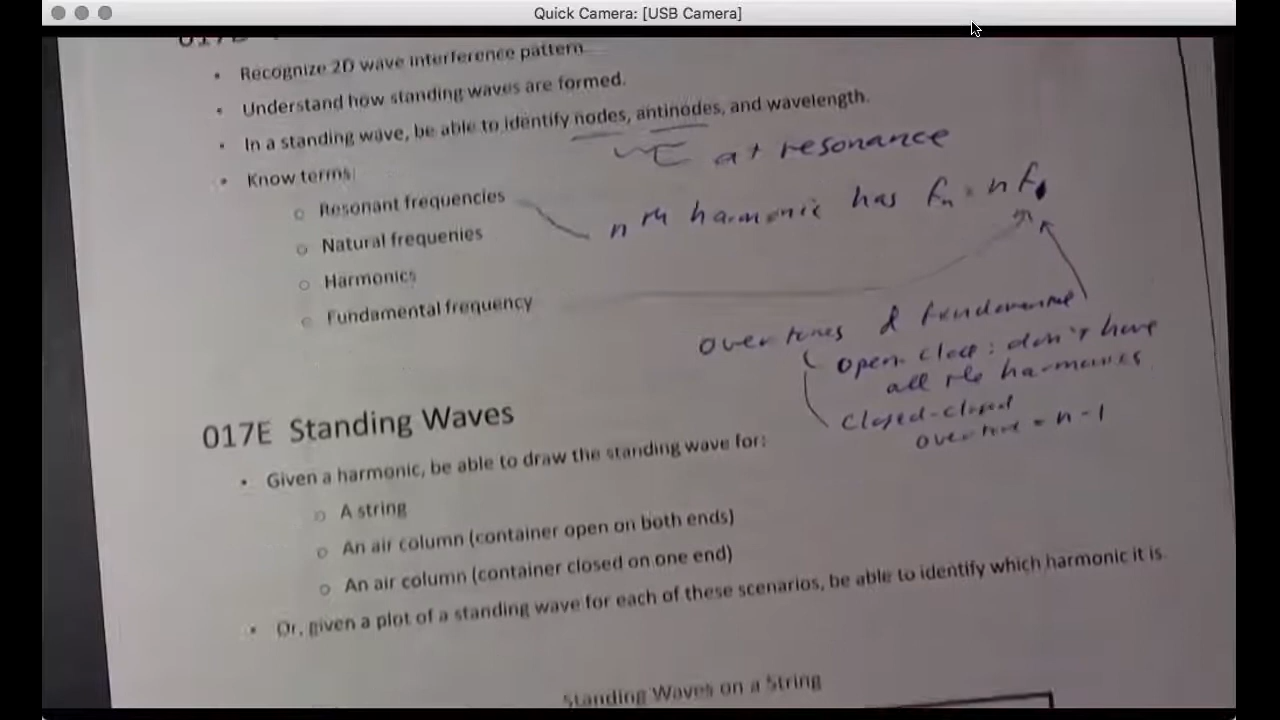 Quick Camera: [USB Camera]
Recognize 2D wave interference pattern
Understand how standing waves are formed.
In a standing wave, be able to identify nodes, antinodes, and wavelength.
at resonance
Know terms
Resonant frequencies
nth harmonic has fn = nf
Natural frequenies
Harmonics
Fundamental frequency
overtones & fundamental
open-closed: don't have
all the harmonics
closed-closed
overtone = n-1
017E Standing Waves
Given a harmonic, be able to draw the standing wave for:
A string
An air column (container open on both ends)
An air column (container closed on one end)
Or, given a plot of a standing wave for each of these scenarios, be able to identify which harmonic it is
Standing Waves on a String